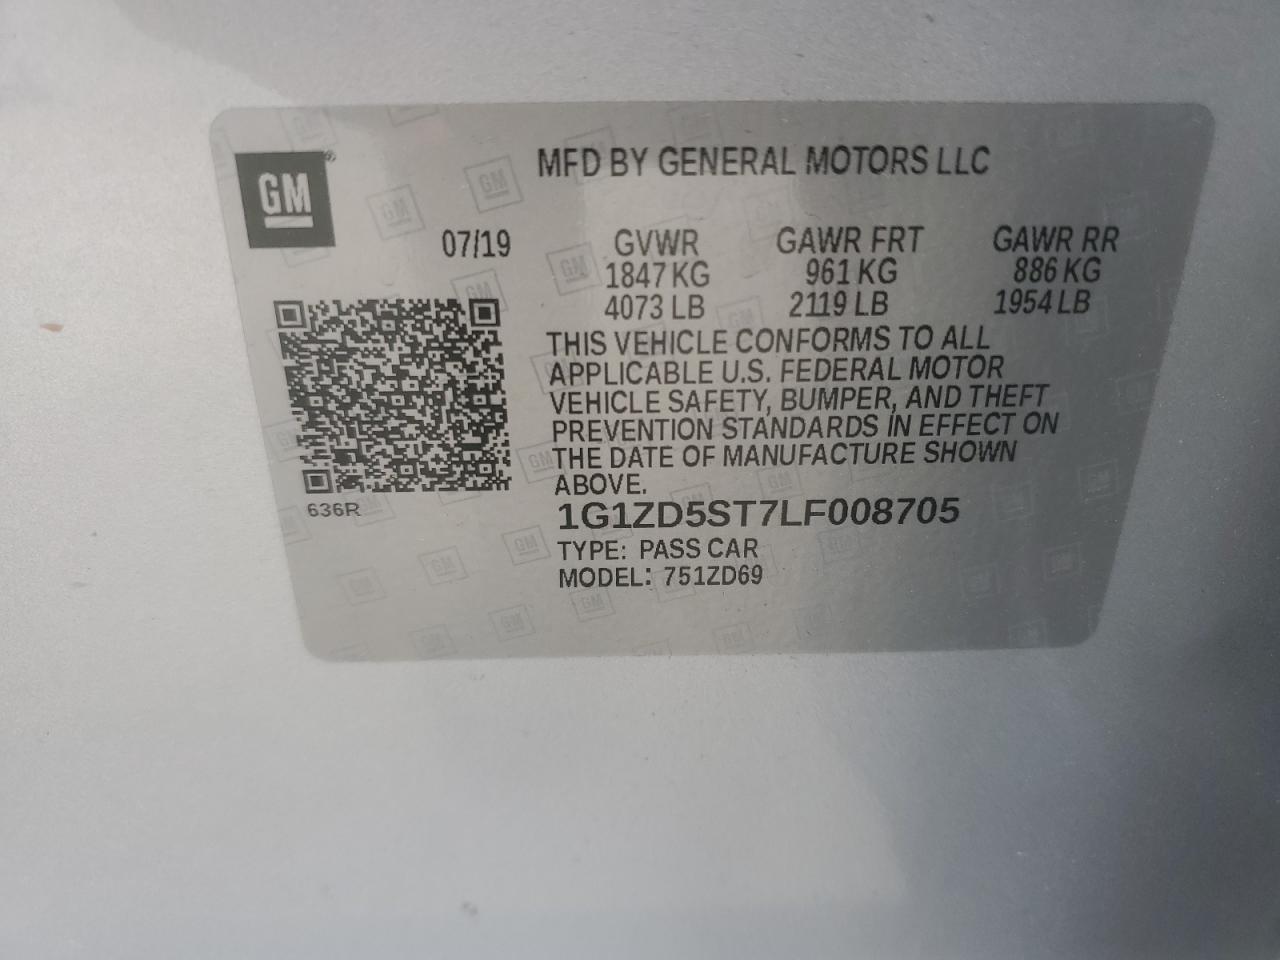 GM
MFD BY GENERAL MOTORS LLC
07/19
GVWR GAWR FRT GAWR RR
1847 KG 961 KG 886 KG
4073 LB 2119 LB 1954 LB
THIS VEHICLE CONFORMS TO ALL
APPLICABLE U.S. FEDERAL MOTOR
VEHICLE SAFETY, BUMPER, AND THEFT
PREVENTION STANDARDS IN EFFECT ON
THE DATE OF MANUFACTURE SHOWN
ABOVE.
636R
1G1ZD5ST7LF008705
TYPE: PASS CAR
MODEL: 751ZD69